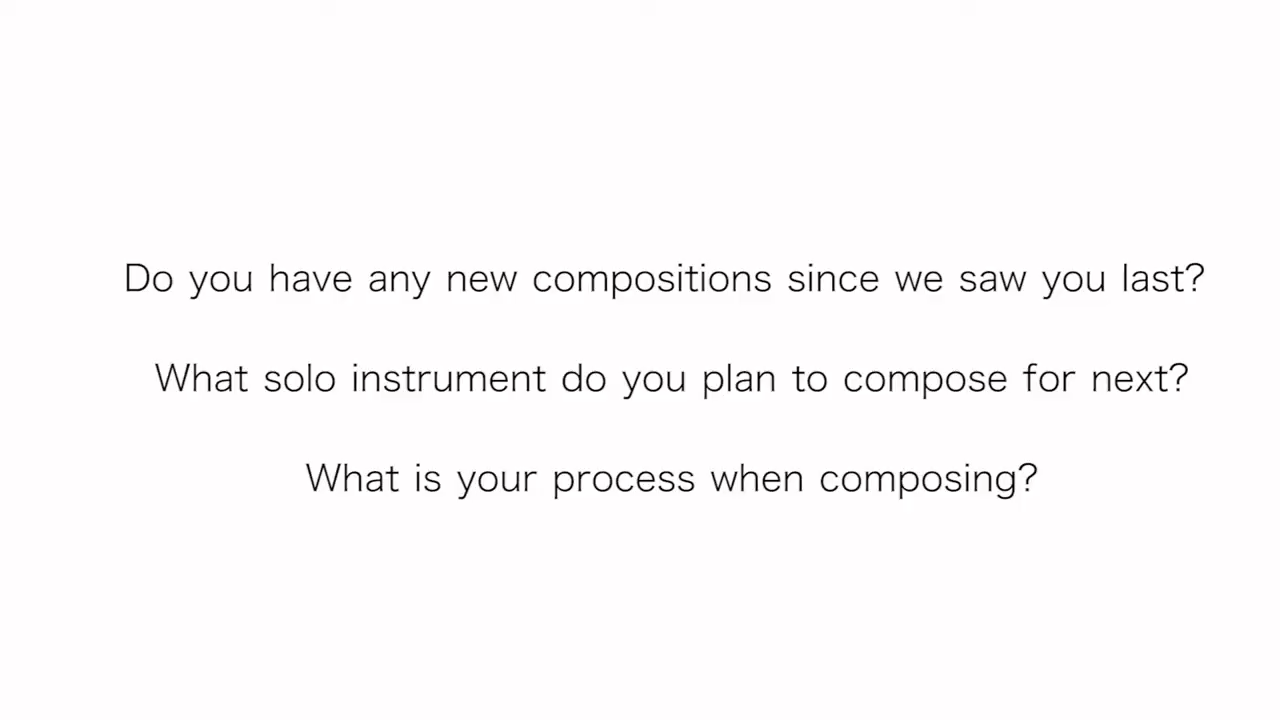 Do you have any new compositions since we saw you last?
What solo instrument do you plan to compose for next?
What is your process when composing?